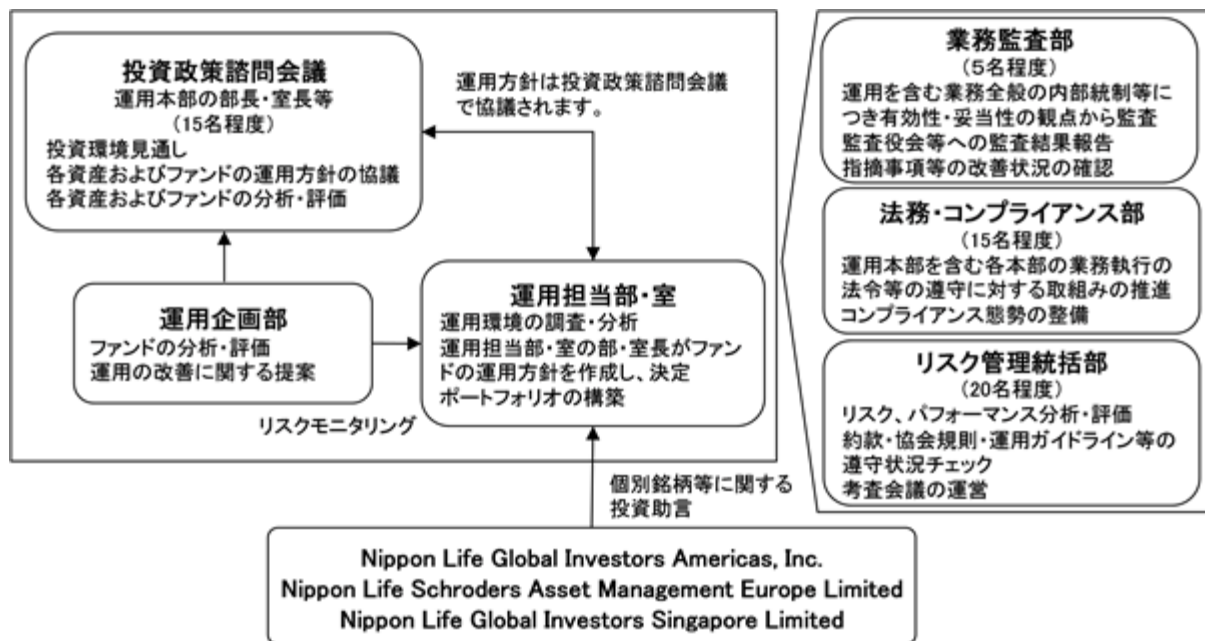 投資政策諮問会議
運用本部の部長・室長等
(15名程度)
投資環境見通し
各資産およびファンドの運用方針の協議
各資産およびファンドの分析・評価
運用方針は投資政策諮問会議
で協議されます。
運用企画部
ファンドの分析・評価
運用の改善に関する提案
リスクモニタリング
運用担当部・室
運用環境の調査・分析
運用担当部・室の部・室長がファン
ドの運用方針を作成し、決定
ポートフォリオの構築
個別銘柄等に関する
投資助言
Nippon Life Global Investors Americas, Inc.
Nippon Life Schroders Asset Management Europe Limited
Nippon Life Global Investors Singapore Limited
業務監査部
(5名程度)
運用を含む業務全般の内部統制等に
つき有効性・妥当性の観点から監査
監査役会等への監査結果報告
指摘事項等の改善状況の確認
法務・コンプライアンス部
(15名程度)
運用本部を含む各本部の業務執行の
法令等の遵守に対する取組みの推進
コンプライアンス態勢の整備
リスク管理統括部
(20名程度)
リスク、パフォーマンス分析・評価
約款・協会規則・運用ガイドライン等の
遵守状況チェック
考査会議の運営